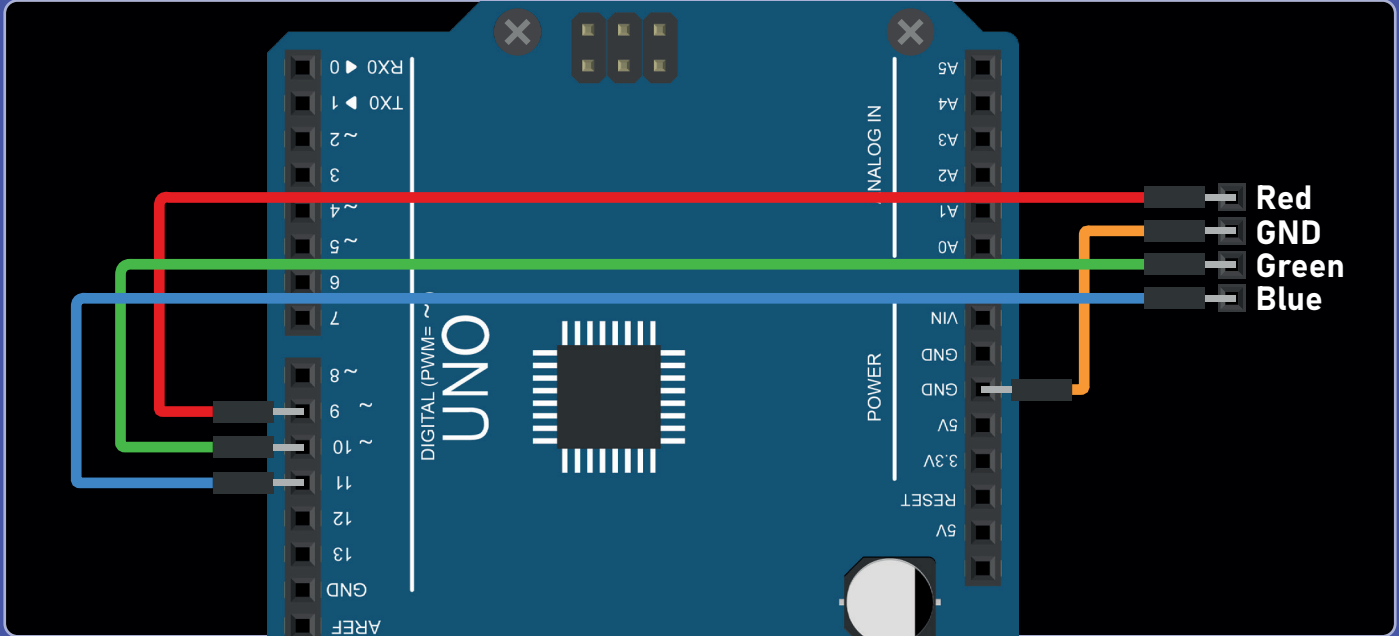 0 ▶ RX0
1 ◀ TX0
2~
3
4~
5~
6
7
8~
9 ~
10~
11
12
13
GND
AREF
DIGITAL (PWM= ~)
UNO
NALOG IN
POWER
A5
A4
A3
A2
A1
A0
VIN
GND
GND
5V
3.3V
RESET
5V
Red
GND
Green
Blue